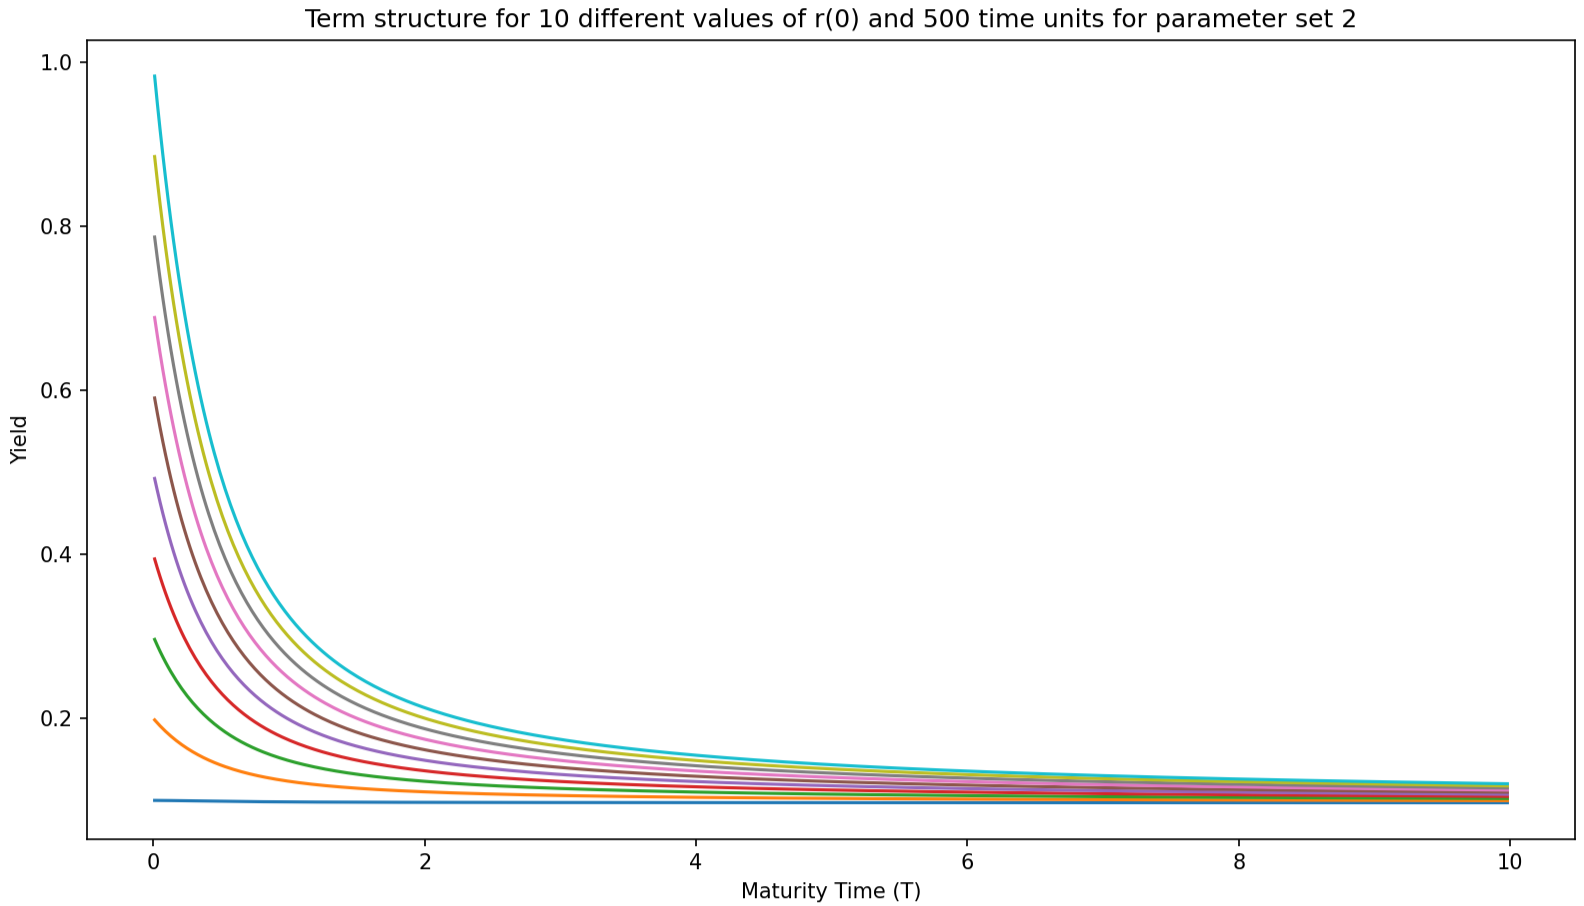 Term structure for 10 different values of r(0) and 500 time units for parameter set 2
1.0
0.8
0.6
0.4
0.2
Yield
0 2 4 6 8 10
Maturity Time (T)